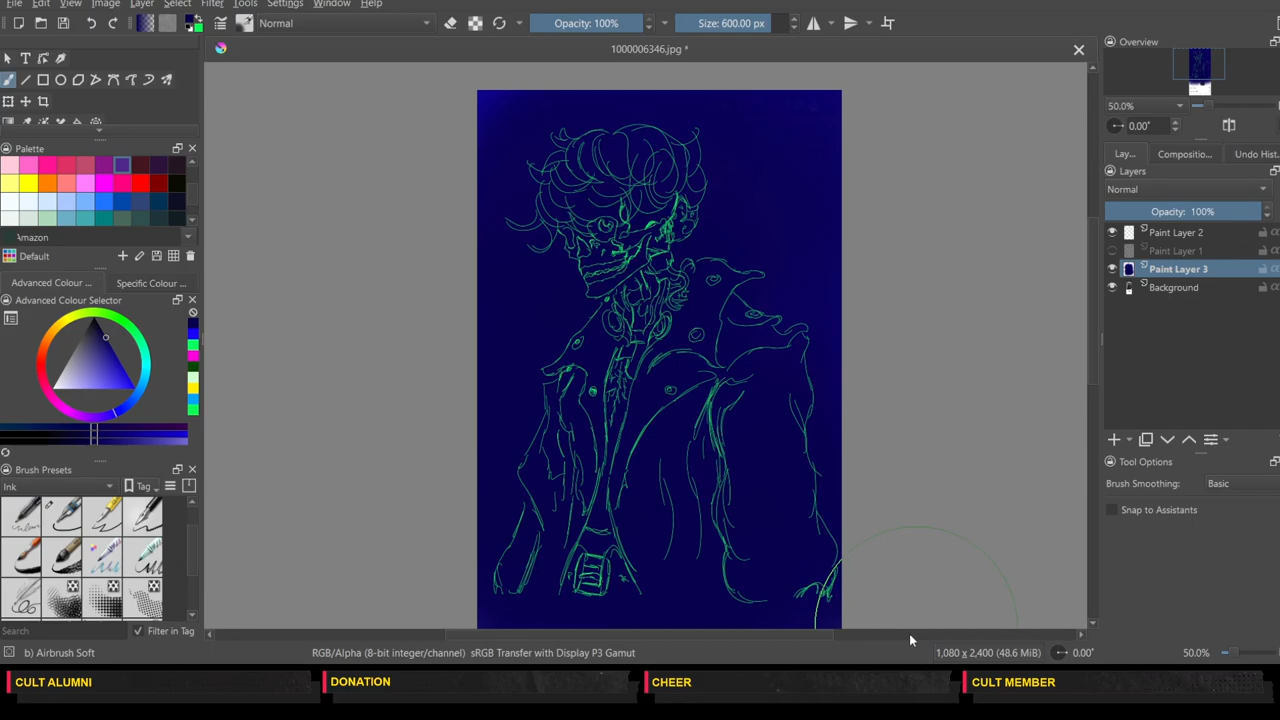 File Edit View Image Layer Select Filter Tools Settings Window Help
Normal Opacity: 100% Size: 600.00 px
1000006346.jpg *
Overview
50.0%
0.00°
Lay... Compositio... Undo Hist...
Layers
Normal
Opacity: 100%
Paint Layer 2
Paint Layer 1
Paint Layer 3
Background
Tool Options
Brush Smoothing: Basic
Snap to Assistants
Palette
Amazon
Default
Advanced Colour ... Specific Colour ...
Advanced Colour Selector
Brush Presets
Ink Tag
Search Filter in Tag
b) Airbrush Soft RGB/Alpha (8-bit integer/channel) sRGB Transfer with Display P3 Gamut 1,080 x 2,400 (48.6 MiB) 0.00° 50.0%
CULT ALUMNI DONATION CHEER CULT MEMBER